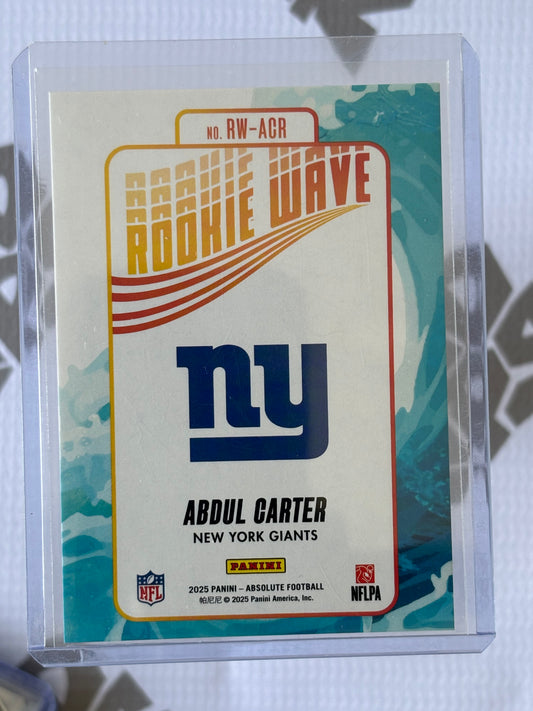 NO. RW-ACR
ROOKIE WAVE
ny
ABDUL CARTER
NEW YORK GIANTS
PANINI
2025 PANINI – ABSOLUTE FOOTBALL
帕尼尼 © 2025 Panini America, Inc.
NFL
NFLPA